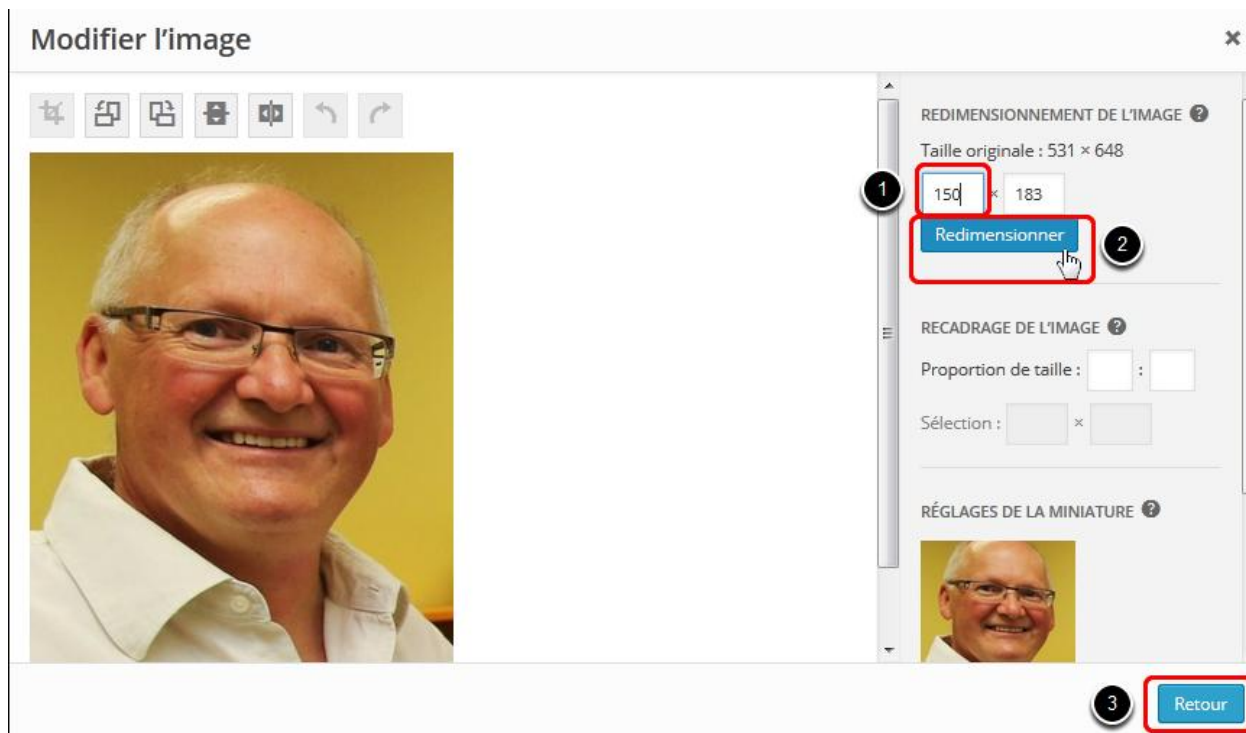 Modifier l'image ×
REDIMENSIONNEMENT DE L'IMAGE ?
Taille originale : 531 × 648
1 150 × 183
Redimensionner 2
RECADRAGE DE L'IMAGE ?
Proportion de taille : :
Sélection : ×
RÉGLAGES DE LA MINIATURE ?
3 Retour